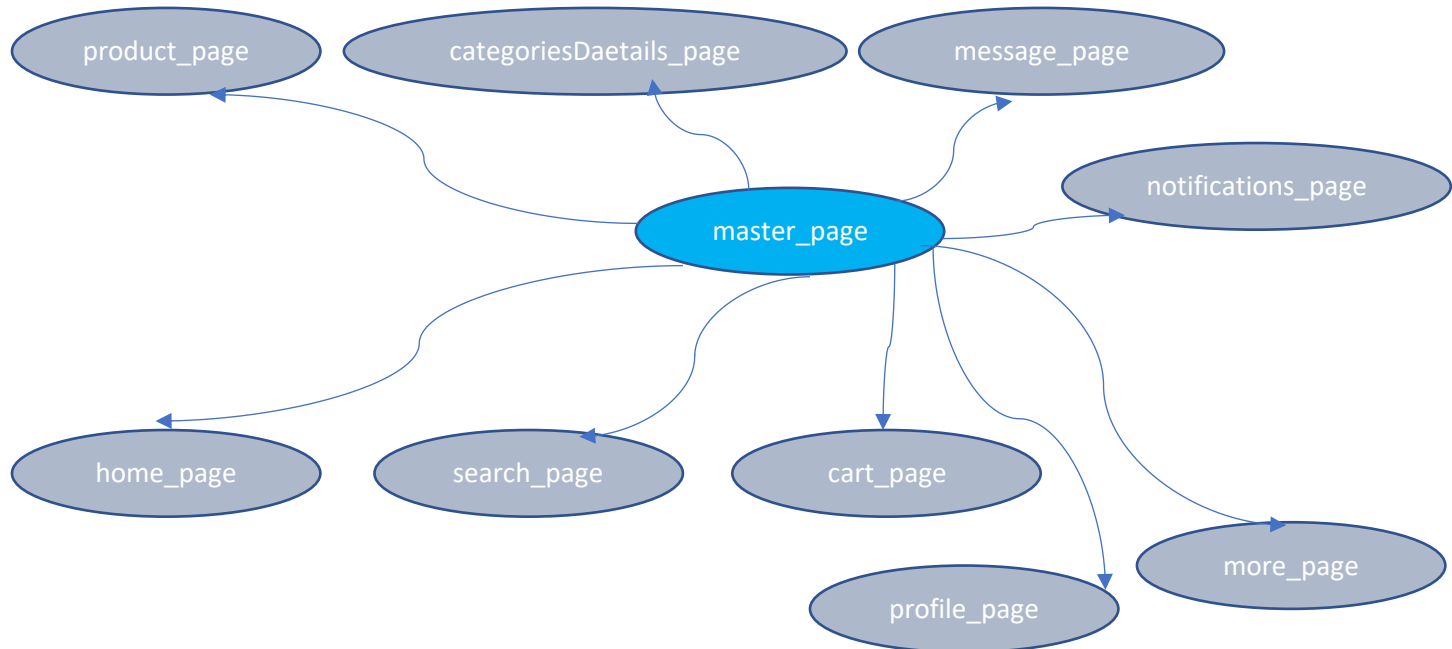 product_page
categoriesDaetails_page
message_page
notifications_page
master_page
home_page
search_page
cart_page
more_page
profile_page